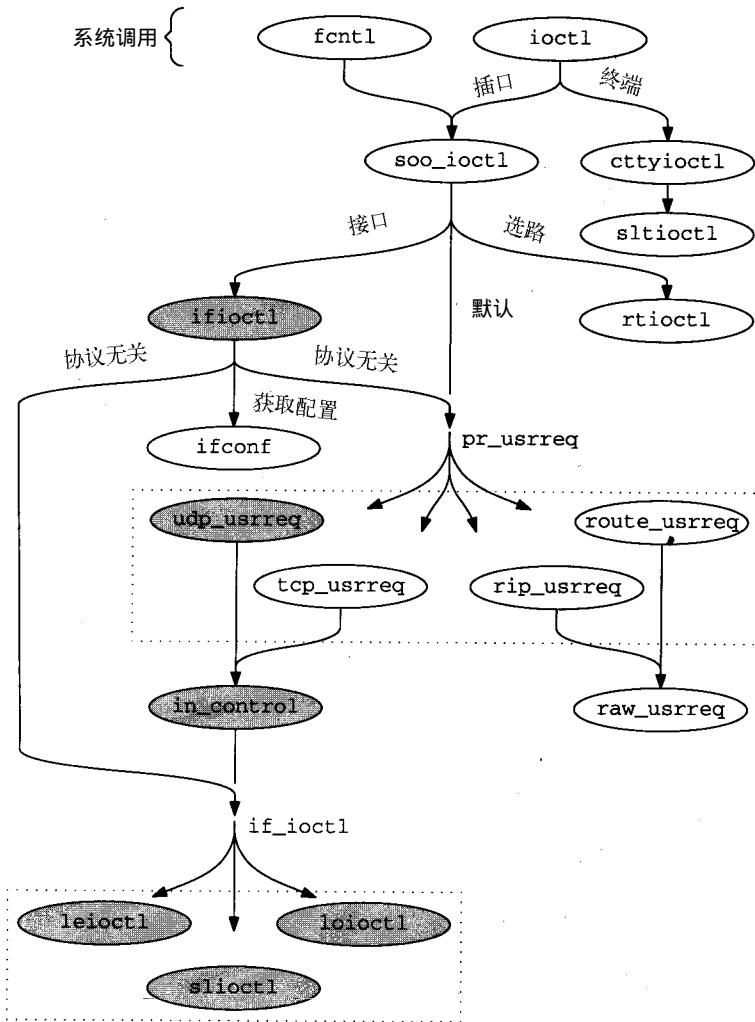 系统调用
fcntl
ioctl
插口
终端
soo_ioctl
cttyioctl
sltioctl
接口
选路
默认
ifioctl
rtioctl
协议无关
协议无关
获取配置
ifconf
pr_usrreq
udp_usrreq
route_usrreq
tcp_usrreq
rip_usrreq
in_control
raw_usrreq
if_ioctl
leioctl
loioctl
slioctl